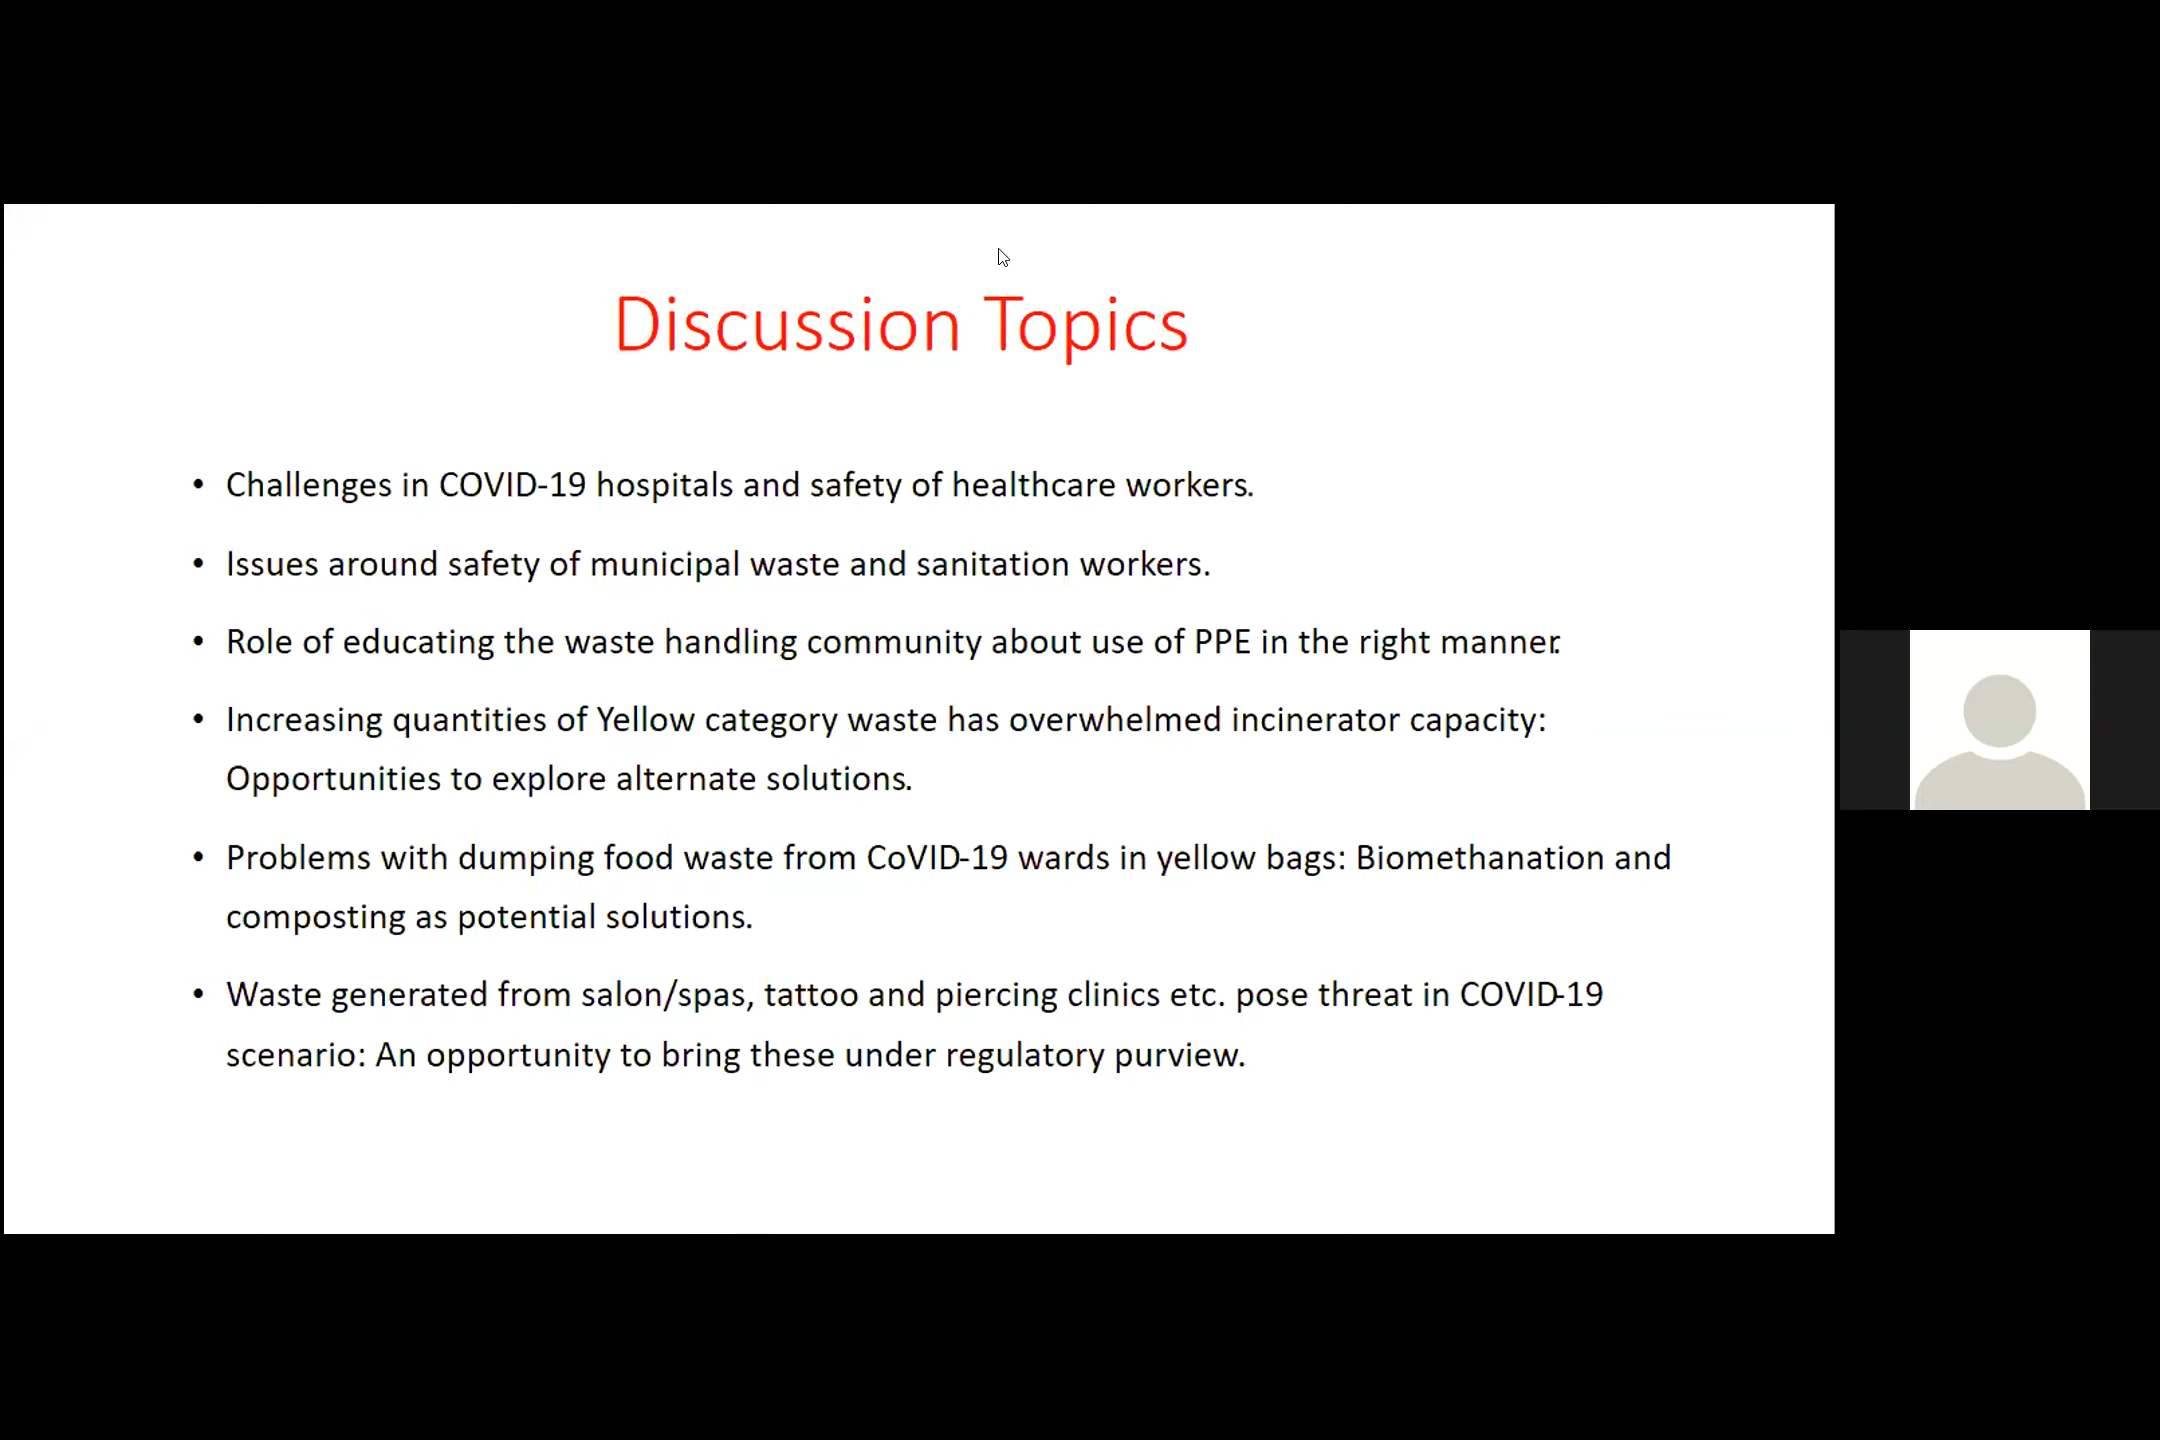 Discussion Topics
• Challenges in COVID-19 hospitals and safety of healthcare workers.
• Issues around safety of municipal waste and sanitation workers.
• Role of educating the waste handling community about use of PPE in the right manner.
• Increasing quantities of Yellow category waste has overwhelmed incinerator capacity:
Opportunities to explore alternate solutions.
• Problems with dumping food waste from CoVID-19 wards in yellow bags: Biomethanation and
composting as potential solutions.
• Waste generated from salon/spas, tattoo and piercing clinics etc. pose threat in COVID-19
scenario: An opportunity to bring these under regulatory purview.